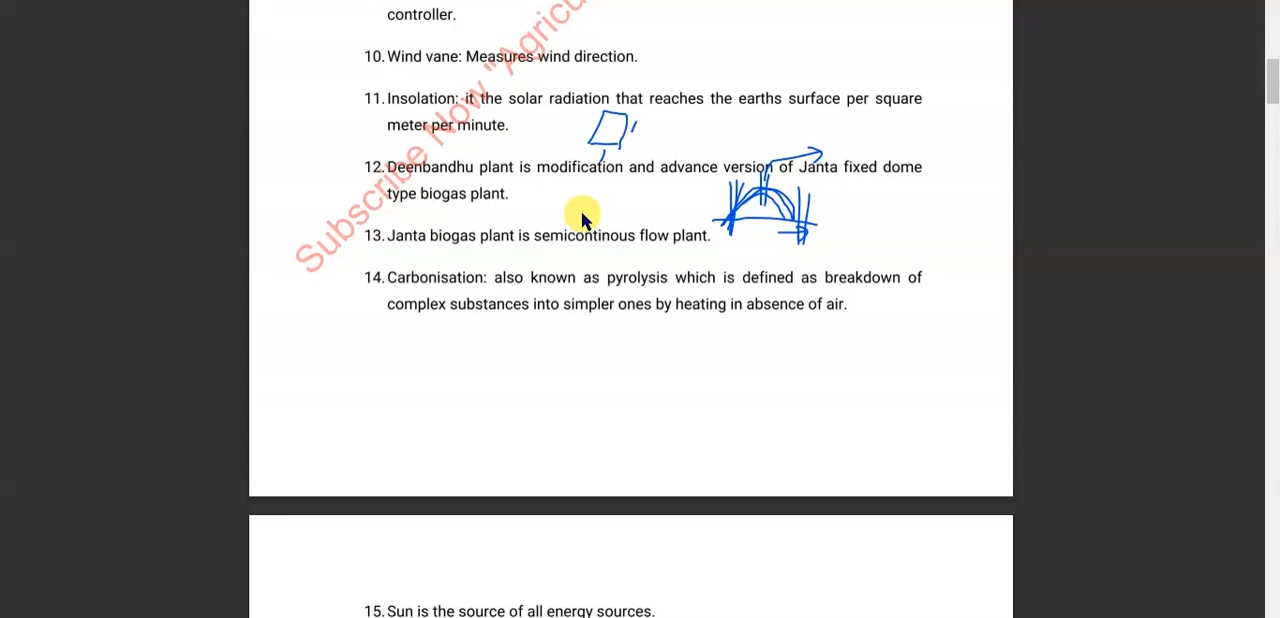 controller.
10. Wind vane: Measures wind direction.
11. Insolation: it the solar radiation that reaches the earths surface per square
meter per minute.
12. Deenbandhu plant is modification and advance version of Janta fixed dome
type biogas plant.
13. Janta biogas plant is semicontinous flow plant.
14. Carbonisation: also known as pyrolysis which is defined as breakdown of
complex substances into simpler ones by heating in absence of air.
Subscribe Now "Agricu
15. Sun is the source of all energy sources.